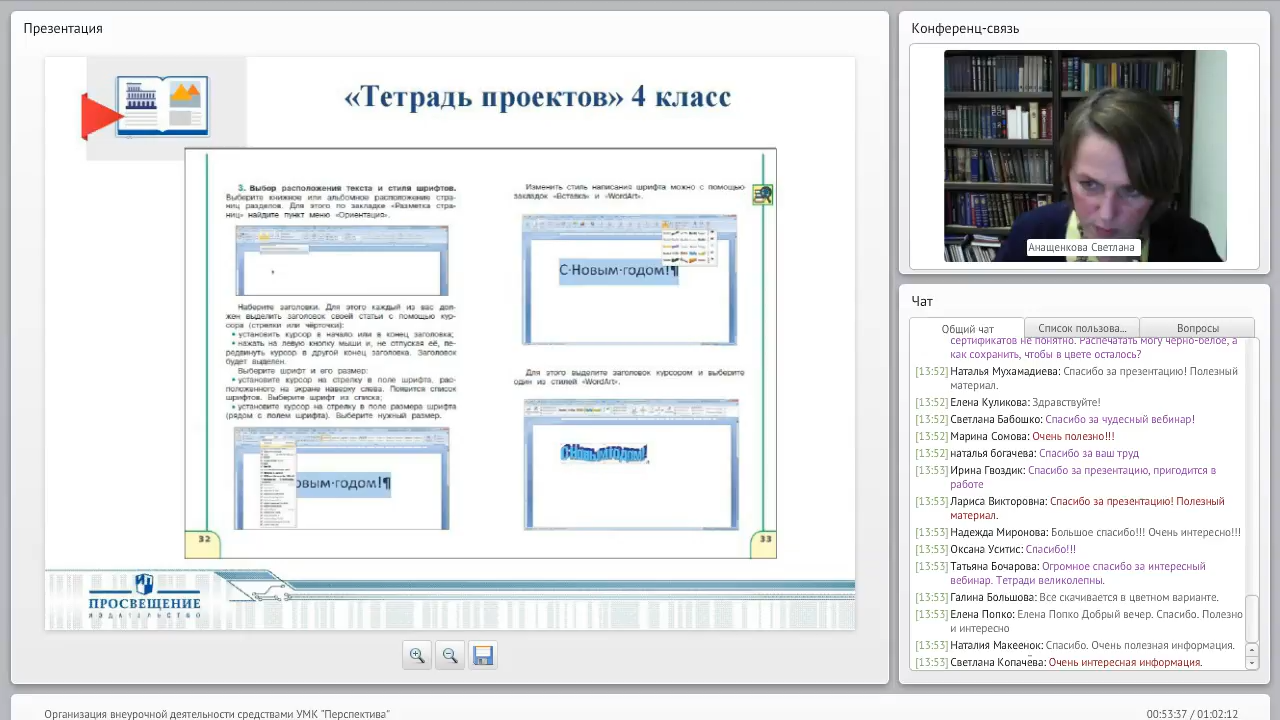 Презентация
«Тетрадь проектов» 4 класс
3. Выбор расположения текста и стиля шрифтов.
Выберите книжное или альбомное расположение стра-
ниц разделов. Для этого по закладке «Разметка стра-
ниц» найдите пункт меню «Ориентация».
Наберите заголовки. Для этого каждый из вас дол-
жен выделить заголовок своей статьи с помощью кур-
сора (стрелки или чёрточки):
• установить курсор в начало или в конец заголовка;
• нажать на левую кнопку мыши и, не отпуская её, пе-
редвинуть курсор в другой конец заголовка. Заголовок
будет выделен.
Выберите шрифт и его размер:
• установите курсор на стрелку в поле шрифта, рас-
положенного на экране наверху слева. Появится список
шрифтов. Выберите шрифт из списка;
• установите курсор на стрелку в поле размера шрифта
(рядом с полем шрифта). Выберите нужный размер.
овым·годом!¶
32
Изменить стиль написания шрифта можно с помощью
закладок «Вставка» и «WordArt».
С·Новым·годом!¶
Для этого выделите заголовок курсором и выберите
один из стилей «WordArt».
С·Новым годом!
33
ПРОСВЕЩЕНИЕ
ИЗДАТЕЛЬСТВО
Конференц-связь
Анащенкова Светлана
Чат
Общий чат
Список пользова...
Вопросы
сертификатов не понятно. Распечатать могу черно-белое, а
как сохранить, чтобы в цвете осталось?
[13:52] Наталья Мухамадиева: Спасибо за презентацию! Полезный
материал.
[13:52] Елена Куликова: Здравствуйте!
[13:52] Светлана Бабошко: Спасибо за чудесный вебинар!
[13:52] Марина Сомова: Очень полезно!!!
[13:52] наталья богачева: Спасибо за ваш труд.
[13:53] Ирина Гвоздик: Спасибо за презентацию, пригодится в
работе
[13:53] Лариса Викторовна: Спасибо за презентацию! Полезный
материал.
[13:53] Надежда Миронова: Большое спасибо!!! Очень интересно!!!
[13:53] Оксана Уситис: Спасибо!!!
[13:53] Татьяна Бочарова: Огромное спасибо за интересный
вебинар. Тетради великолепны.
[13:53] Галина Большова: Все скачивается в цветном варианте.
[13:53] Елена Попко: Елена Попко Добрый вечер. Спасибо. Полезно
и интересно
[13:53] Наталия Макеенок: Спасибо. Очень полезная информация.
[13:53] Светлана Копачёва: Очень интересная информация.
Организация внеурочной деятельности средствами УМК "Перспектива"
00:53:37 / 01:02:12